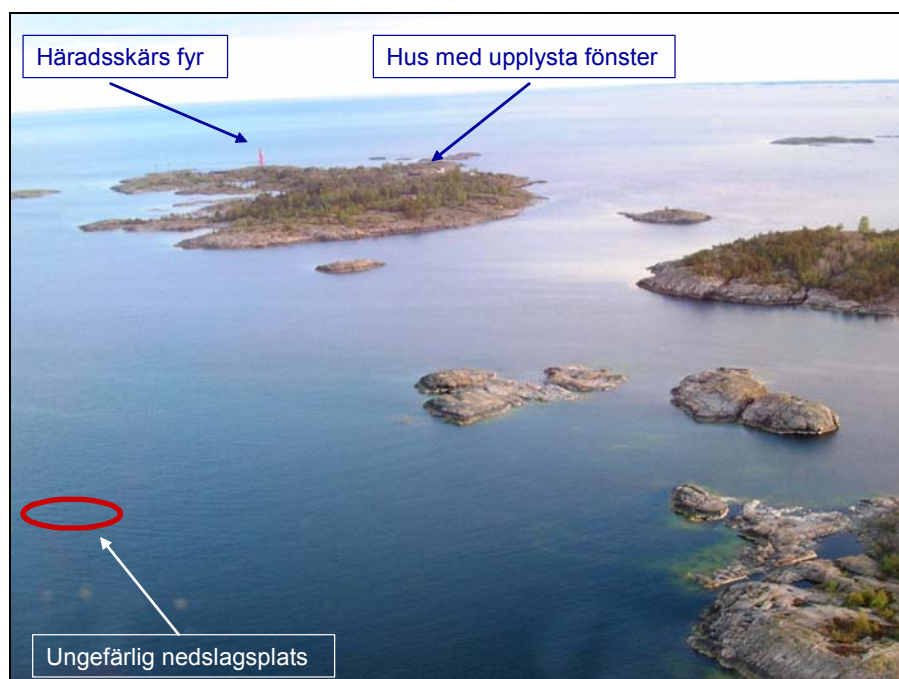 Häradsskärs fyr
Hus med upplysta fönster
Ungefärlig nedslagsplats